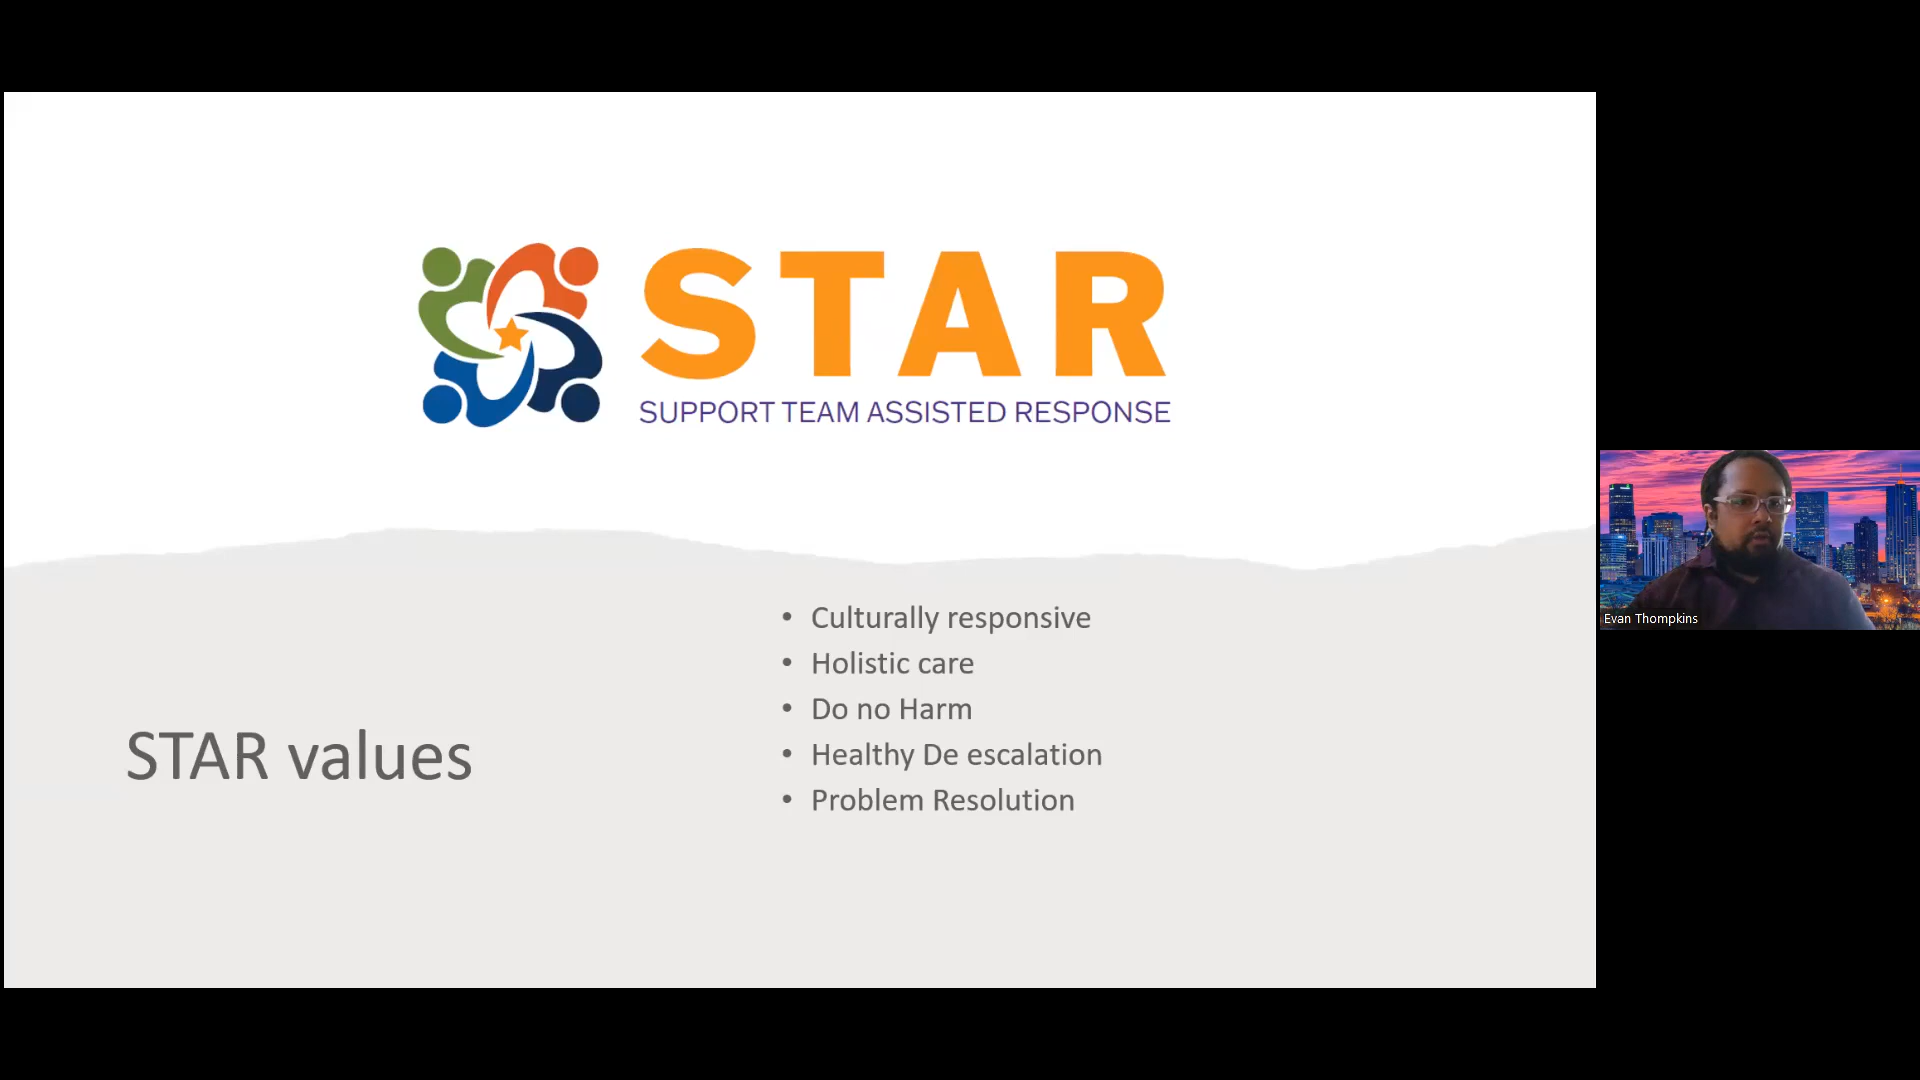 STAR
SUPPORT TEAM ASSISTED RESPONSE
STAR values
Culturally responsive
Holistic care
Do no Harm
Healthy De escalation
Problem Resolution
Evan Thompkins